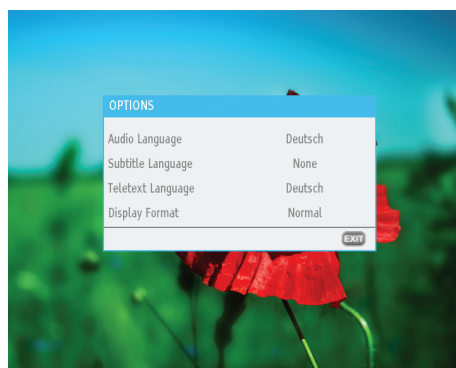 OPTIONS
Audio Language Deutsch
Subtitle Language None
Teletext Language Deutsch
Display Format Normal
EXIT